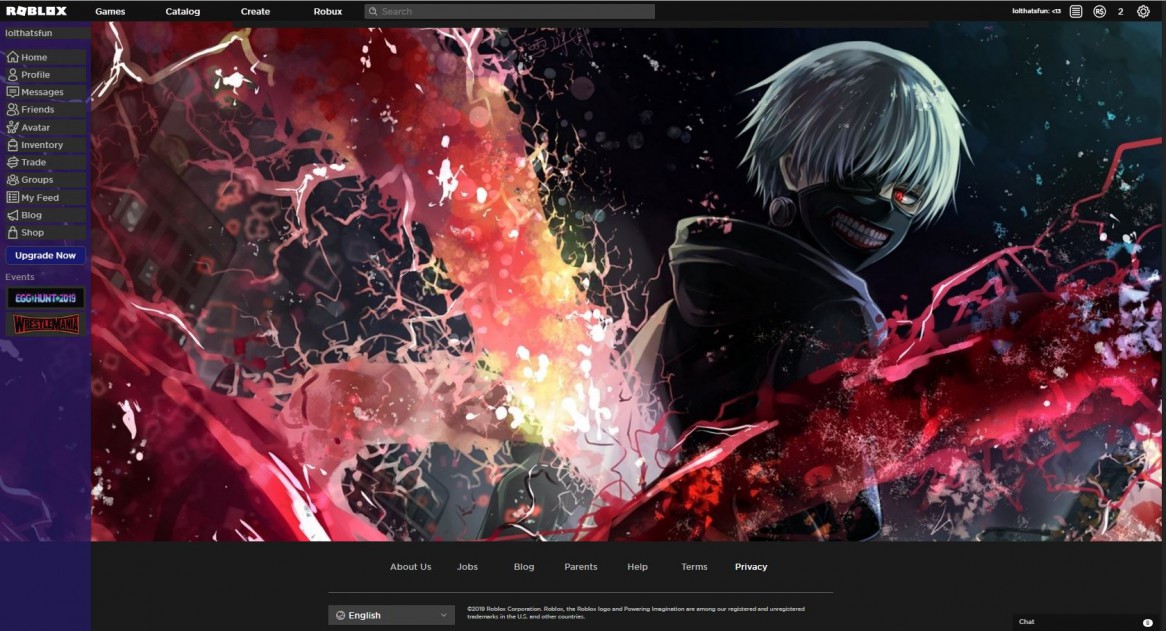 ROBLOX
Games
Catalog
Create
Robux
Search
lolthatsfun: <13
R$
2
lolthatsfun
Home
Profile
Messages
Friends
Avatar
Inventory
Trade
Groups
My Feed
Blog
Shop
Upgrade Now
Events
EGG HUNT 2019
WRESTLEMANIA
About Us
Jobs
Blog
Parents
Help
Terms
Privacy
English
©2019 Roblox Corporation. Roblox, the Roblox logo and Powering Imagination are among our registered and unregistered
trademarks in the U.S. and other countries.
Chat
0